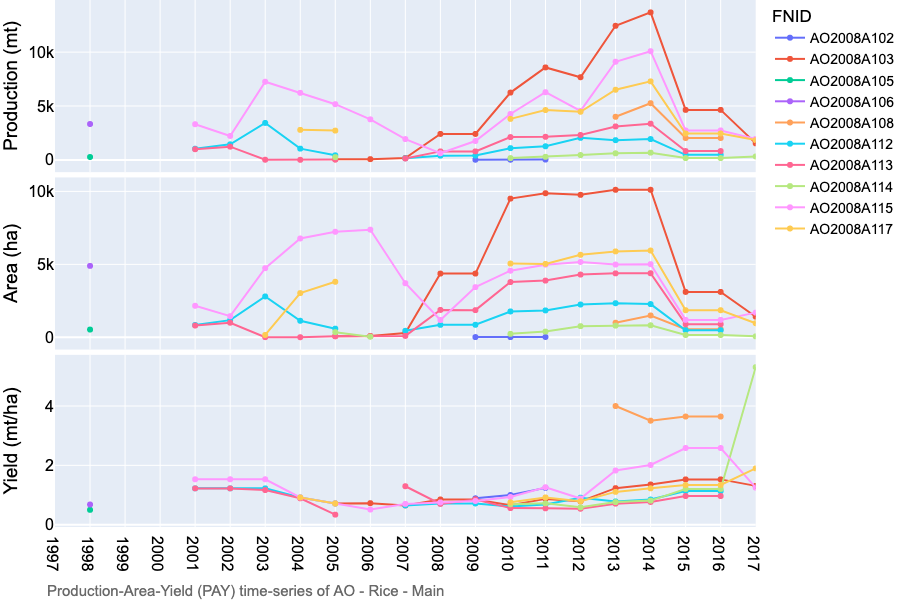 FNID
AO2008A102
AO2008A103
AO2008A105
AO2008A106
AO2008A108
AO2008A112
AO2008A113
AO2008A114
AO2008A115
AO2008A117
Production (mt)
10k
5k
0
Area (ha)
10k
5k
0
Yield (mt/ha)
4
2
0
1997
1998
1999
2000
2001
2002
2003
2004
2005
2006
2007
2008
2009
2010
2011
2012
2013
2014
2015
2016
2017
Production-Area-Yield (PAY) time-series of AO - Rice - Main